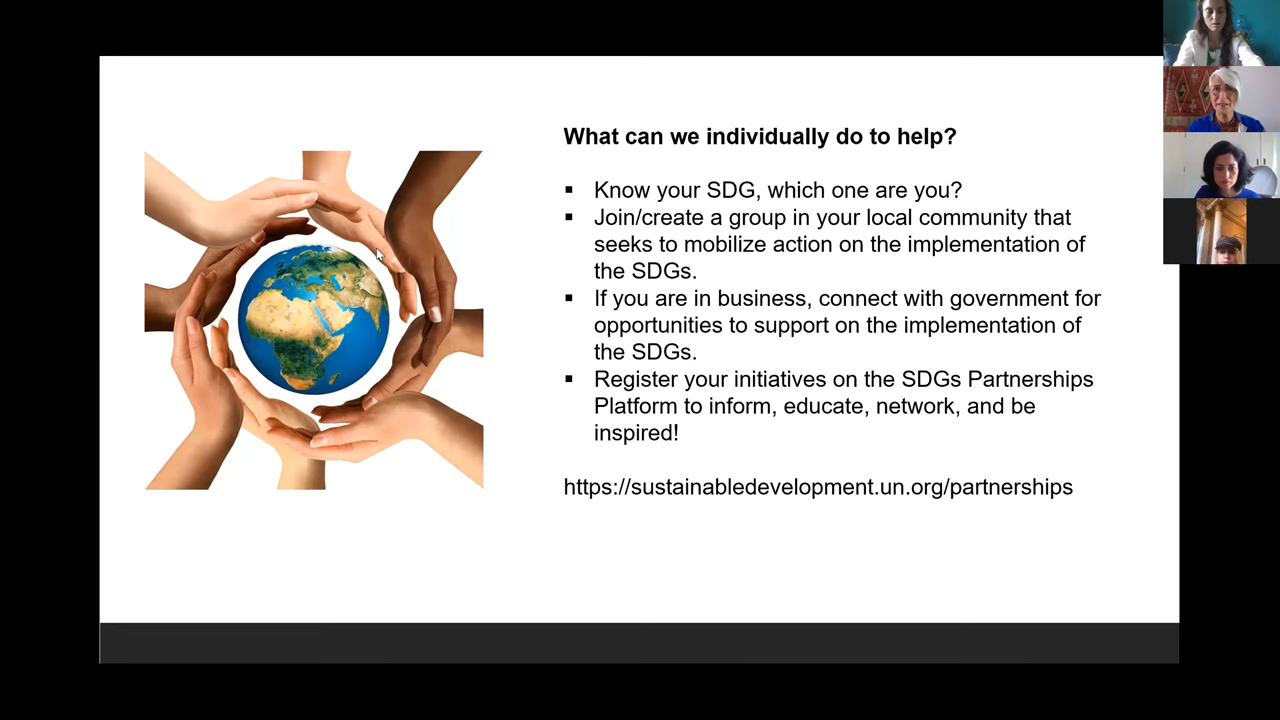 What can we individually do to help?
▪ Know your SDG, which one are you?
▪ Join/create a group in your local community that
seeks to mobilize action on the implementation of
the SDGs.
▪ If you are in business, connect with government for
opportunities to support on the implementation of
the SDGs.
▪ Register your initiatives on the SDGs Partnerships
Platform to inform, educate, network, and be
inspired!
https://sustainabledevelopment.un.org/partnerships